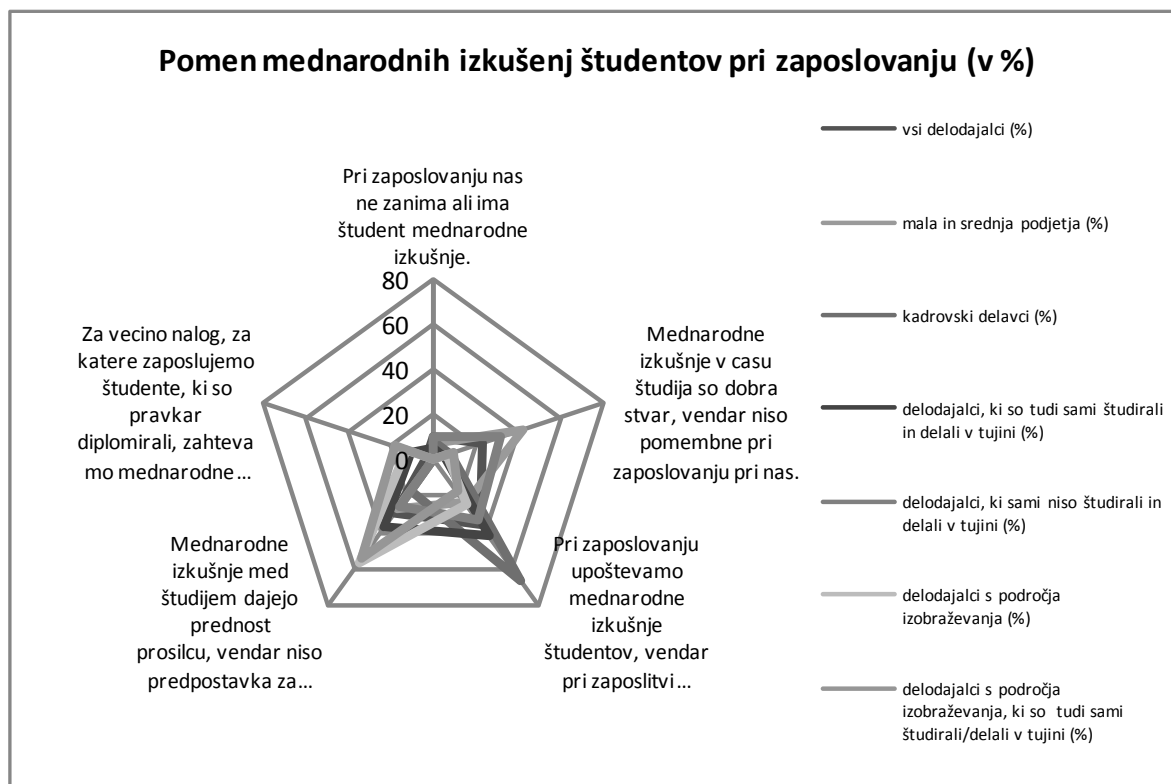 Pomen mednarodnih izkušenj študentov pri zaposlovanju (v %)
Pri zaposlovanju nas
ne zanima ali ima
študent mednarodne
izkušnje.
80
60
40
20
0
Mednarodne
izkušnje v casu
študija so dobra
stvar, vendar niso
pomembne pri
zaposlovanju pri nas.
Pri zaposlovanju
upoštevamo
mednarodne
izkušnje
študentov, vendar
pri zaposlitvi ...
Mednarodne
izkušnje med
študijem dajejo
prednost
prosilcu, vendar niso
predpostavka za...
Za vecino nalog, za
katere zaposlujemo
študente, ki so
pravkar
diplomirali, zahteva
mo mednarodne ...
vsi delodajalci (%)
mala in srednja podjetja (%)
kadrovski delavci (%)
delodajalci, ki so tudi sami študirali
in delali v tujini (%)
delodajalci, ki sami niso študirali in
delali v tujini (%)
delodajalci s področja
izobraževanja (%)
delodajalci s področja
izobraževanja, ki so tudi sami
študirali/delali v tujini (%)